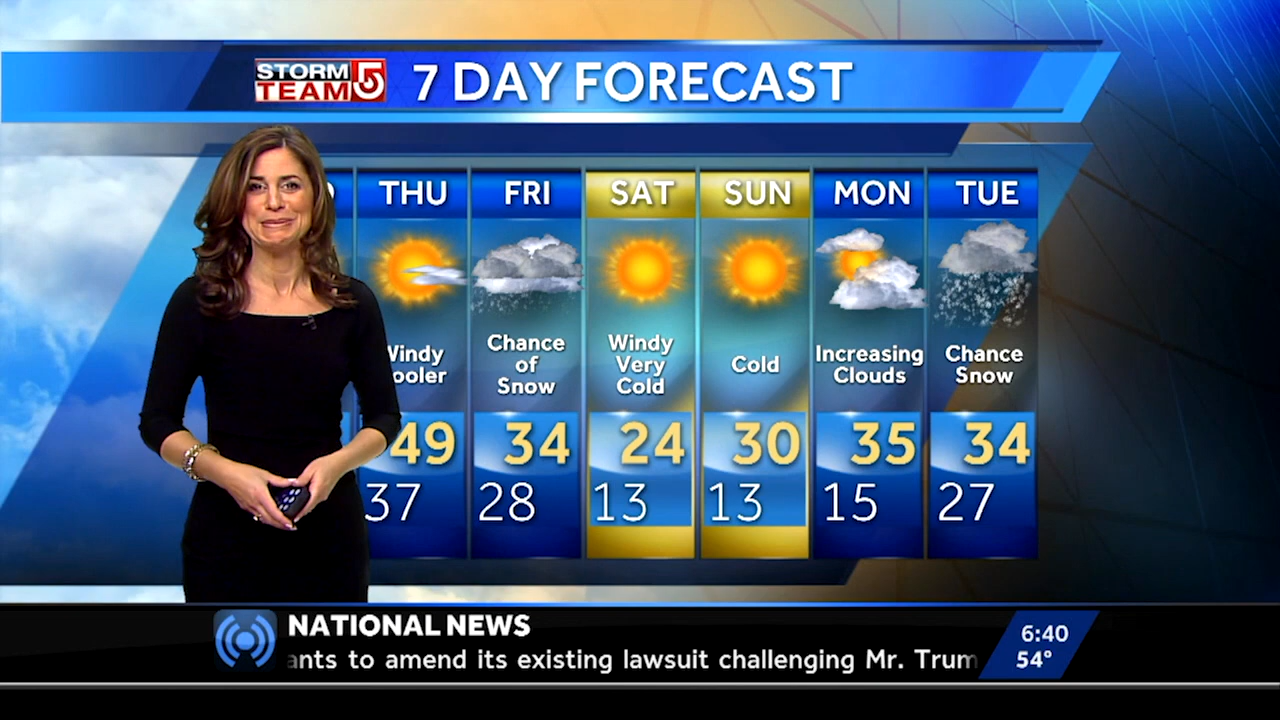 STORM
TEAM 5
7 DAY FORECAST
THU
FRI
SAT
SUN
MON
TUE
Windy
ooler
Chance
of
Snow
Windy
Very
Cold
Cold
Increasing
Clouds
Chance
Snow
49
34
24
30
35
34
37
28
13
13
15
27
NATIONAL NEWS
ants to amend its existing lawsuit challenging Mr. Trum
6:40
54°